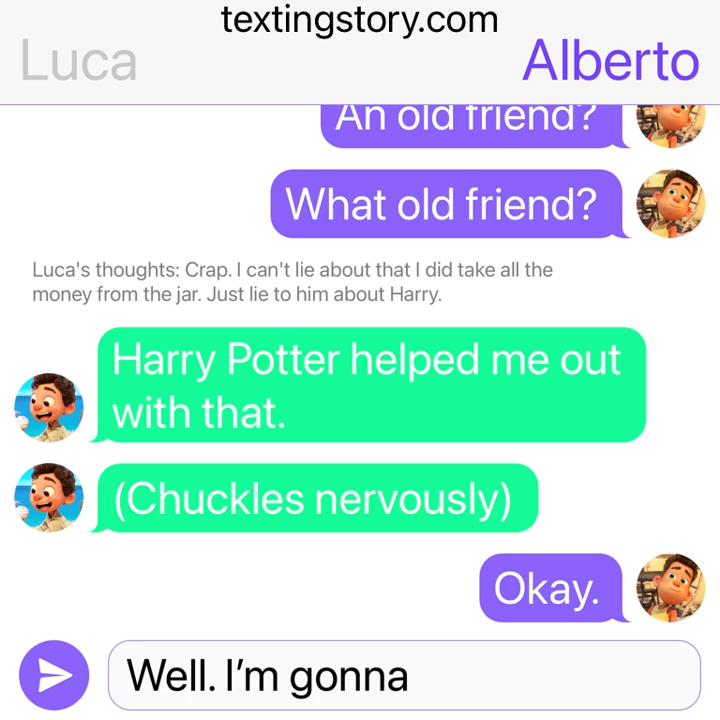 textingstory.com
Luca
Alberto
An old friend?
What old friend?
Luca's thoughts: Crap. I can't lie about that I did take all the
money from the jar. Just lie to him about Harry.
Harry Potter helped me out
with that.
(Chuckles nervously)
Okay.
Well. I’m gonna